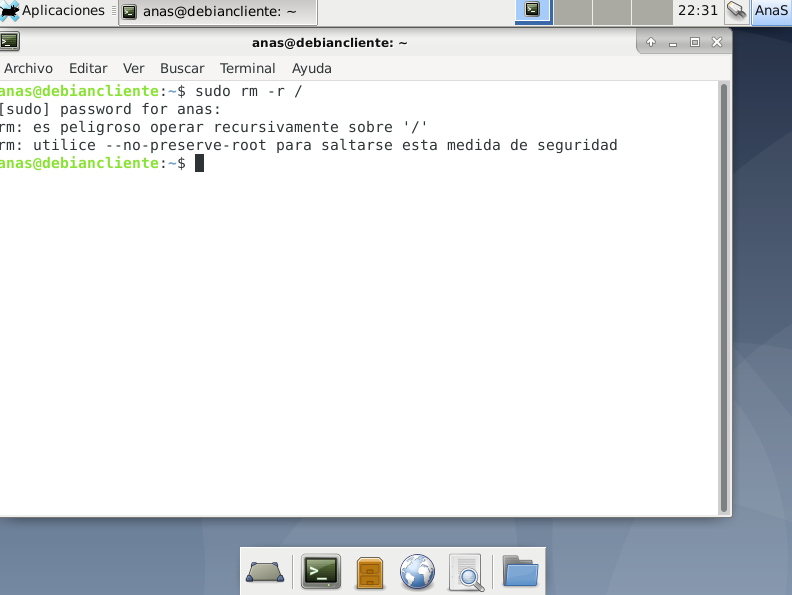 Aplicaciones
anas@debiancliente: ~
22:31
AnaS
anas@debiancliente: ~
Archivo Editar Ver Buscar Terminal Ayuda
anas@debiancliente:~$ sudo rm -r /
[sudo] password for anas:
rm: es peligroso operar recursivamente sobre '/'
rm: utilice --no-preserve-root para saltarse esta medida de seguridad
anas@debiancliente:~$